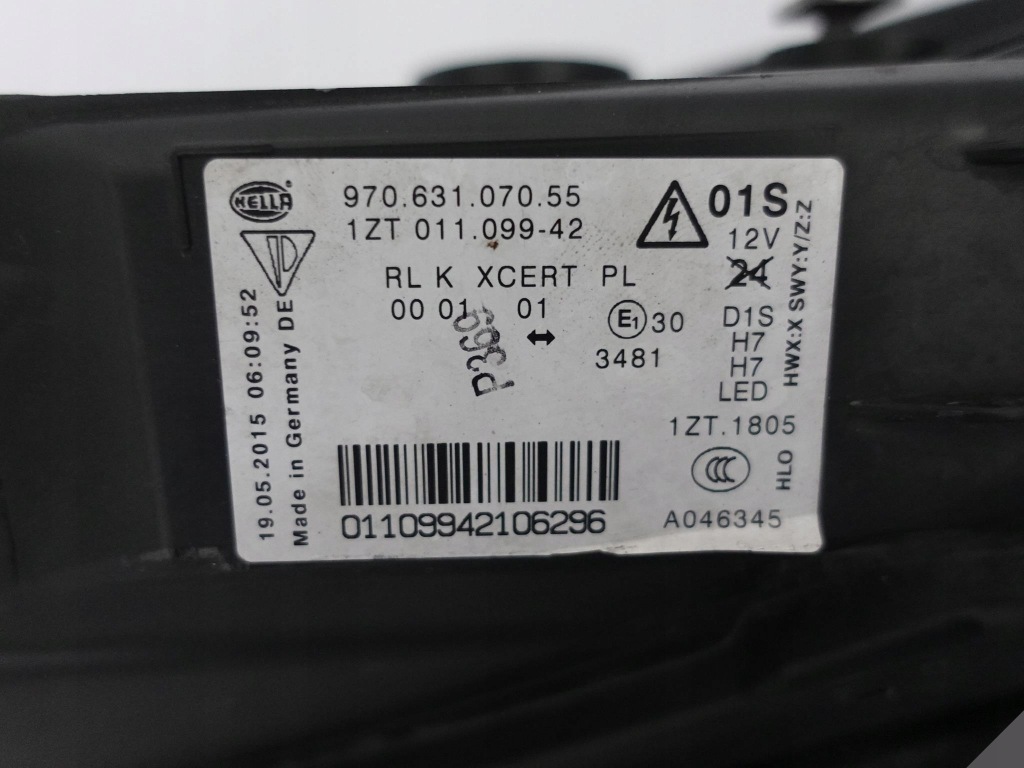 HELLA
970.631.070.55
1ZT 011.099-42
01S
12V
24
RL K XCERT PL
00 01 01
E1 30
3481
P369
D1S
H7
H7
LED
HWX:X SWY:Y/Z:Z
1ZT.1805
CCC
HLO
A046345
01109942106296
19.05.2015 06:09:52
Made in Germany DE